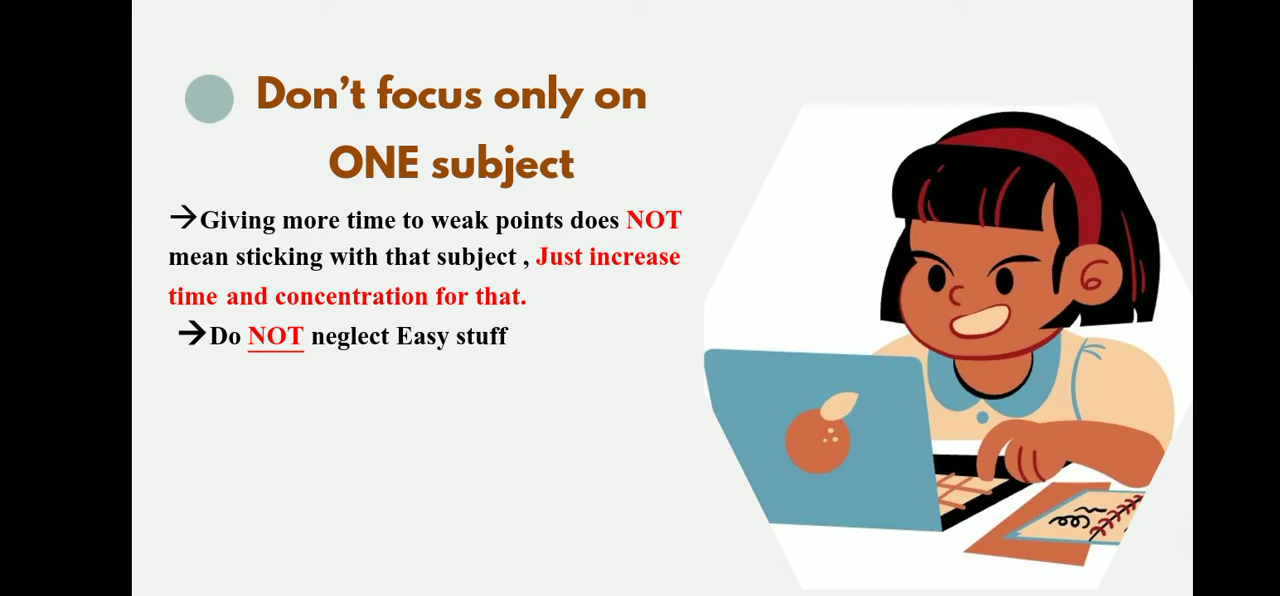 Don’t focus only on
ONE subject
→Giving more time to weak points does NOT
mean sticking with that subject , Just increase
time and concentration for that.
→Do NOT neglect Easy stuff